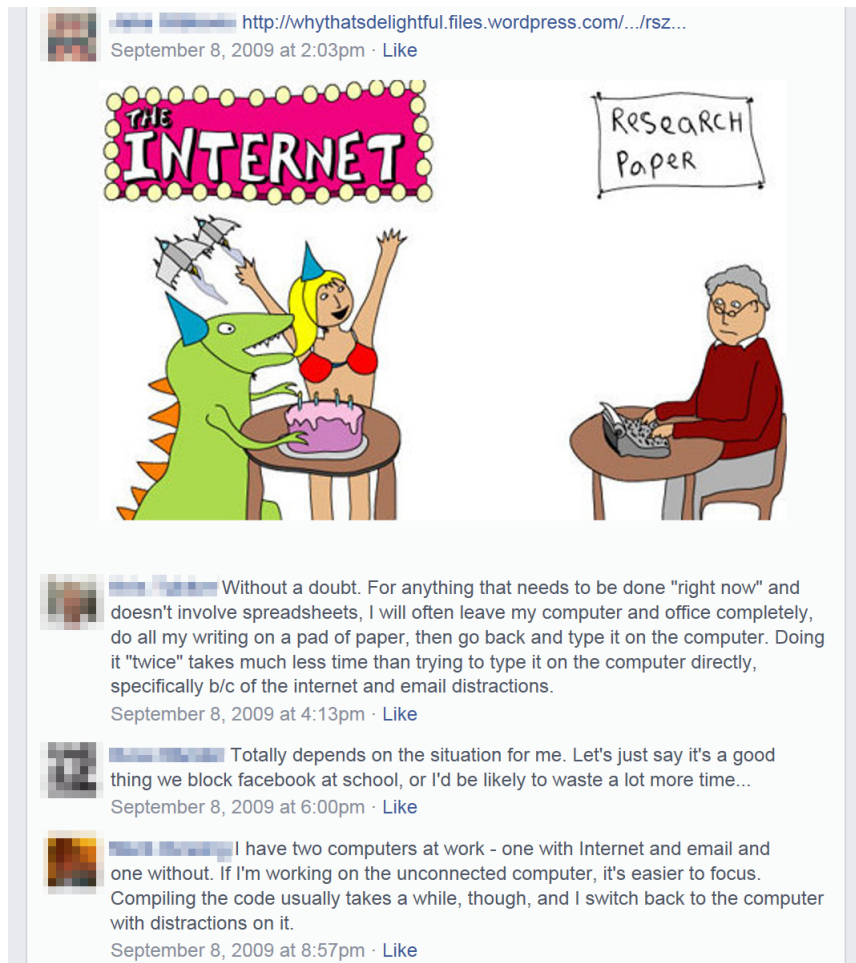 http://whythatsdelightful.files.wordpress.com/.../rsz...
September 8, 2009 at 2:03pm · Like
THE
INTERNET
ReSeaRCH
PaPeR
Without a doubt. For anything that needs to be done "right now" and
doesn't involve spreadsheets, I will often leave my computer and office completely,
do all my writing on a pad of paper, then go back and type it on the computer. Doing
it "twice" takes much less time than trying to type it on the computer directly,
specifically b/c of the internet and email distractions.
September 8, 2009 at 4:13pm · Like
Totally depends on the situation for me. Let's just say it's a good
thing we block facebook at school, or I'd be likely to waste a lot more time...
September 8, 2009 at 6:00pm · Like
I have two computers at work - one with Internet and email and
one without. If I'm working on the unconnected computer, it's easier to focus.
Compiling the code usually takes a while, though, and I switch back to the computer
with distractions on it.
September 8, 2009 at 8:57pm · Like